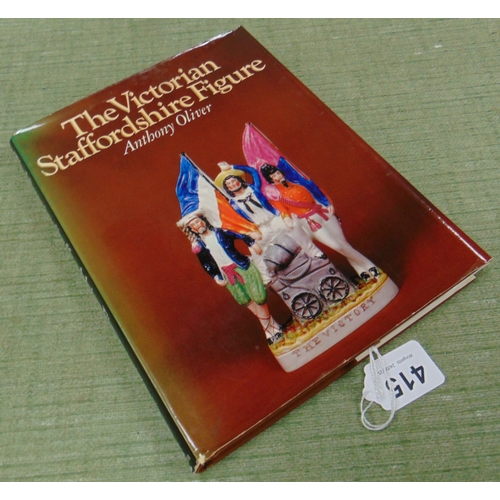 The Victorian
Staffordshire Figure
Anthony Oliver
THE VICTORY
415